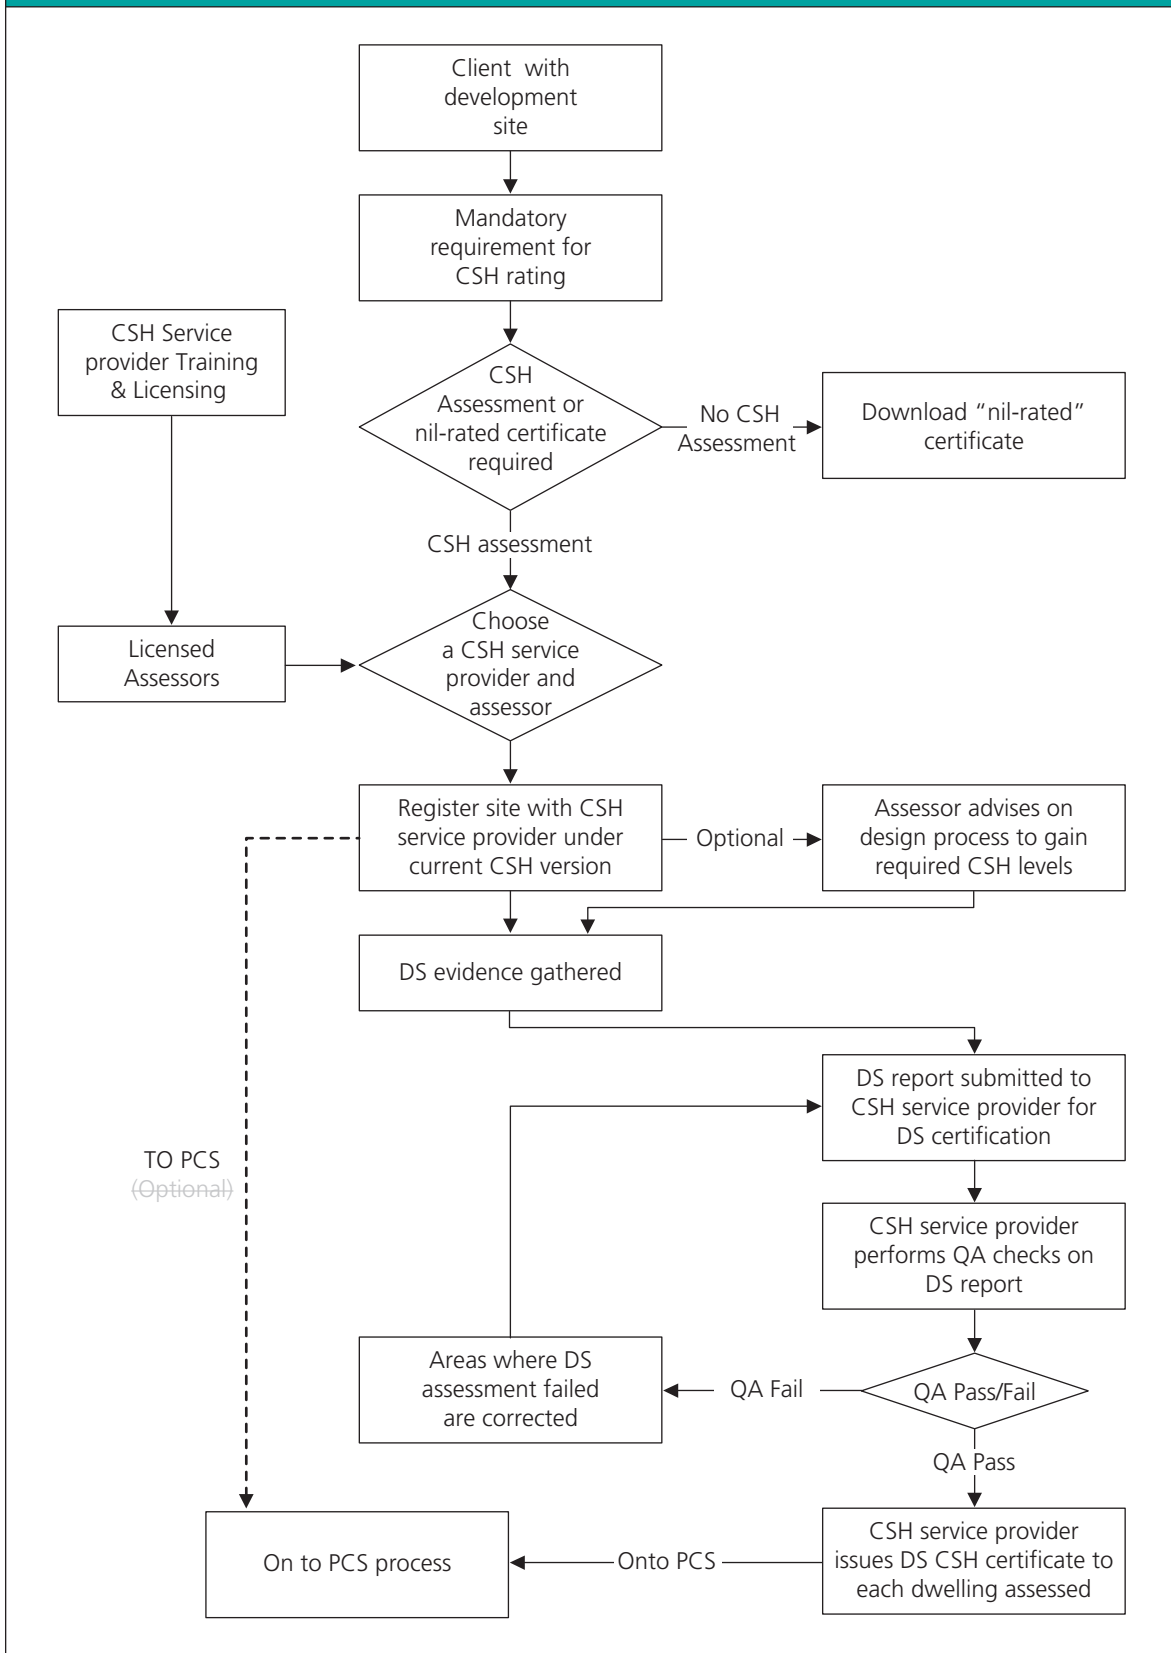 Client with
development
site
Mandatory
requirement for
CSH rating
CSH Service
provider Training
& Licensing
CSH
Assessment or
nil-rated certificate
required
No CSH
Assessment
Download “nil-rated”
certificate
CSH assessment
Licensed
Assessors
Choose
a CSH service
provider and
assessor
Register site with CSH
service provider under
current CSH version
Optional
Assessor advises on
design process to gain
required CSH levels
DS evidence gathered
DS report submitted to
CSH service provider for
DS certification
TO PCS
(Optional)
CSH service provider
performs QA checks on
DS report
Areas where DS
assessment failed
are corrected
QA Fail
QA Pass/Fail
QA Pass
On to PCS process
Onto PCS
CSH service provider
issues DS CSH certificate to
each dwelling assessed